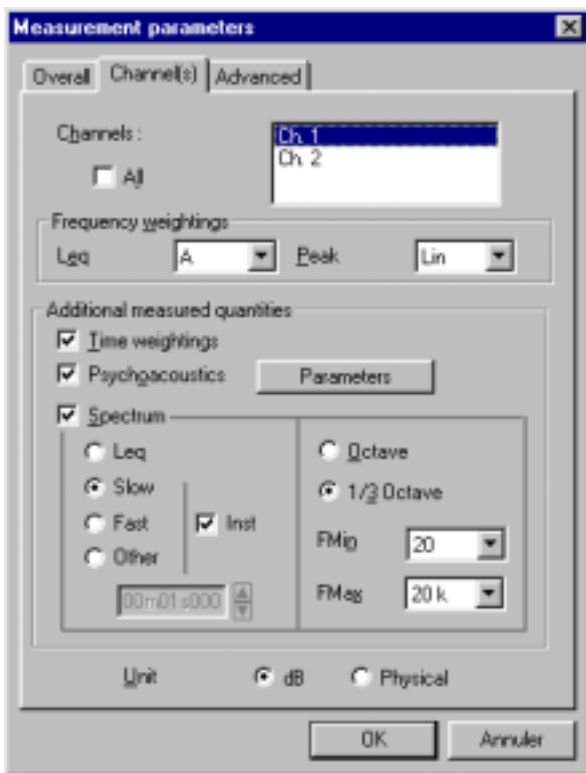 Measurement parameters
Overall Channel(s) Advanced
Channels :
Ch. 1
Ch. 2
All
Frequency weightings
Leq A Peak Lin
Additional measured quantities
Time weightings
Psychoacoustics Parameters
Spectrum
Leq
Slow
Fast
Other
Inst
00m01s000
Octave
1/3 Octave
FMin 20
FMax 20 k
Unit dB Physical
OK Annuler